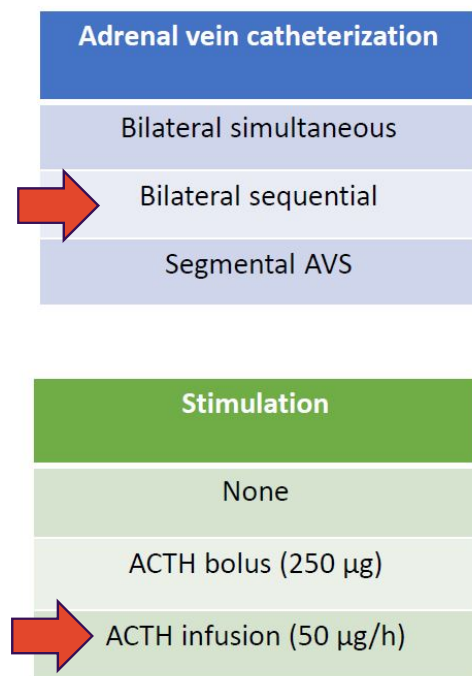 Adrenal vein catheterization
Bilateral simultaneous
Bilateral sequential
Segmental AVS
Stimulation
None
ACTH bolus (250 µg)
ACTH infusion (50 µg/h)